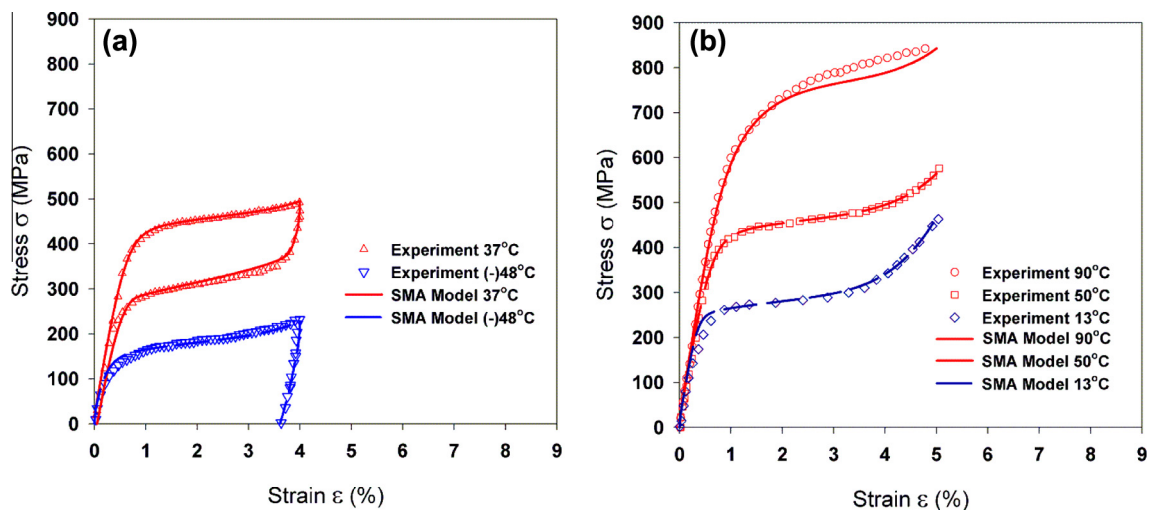 (a)
900
800
700
600
500
400
300
200
100
0
Stress σ (MPa)
0 1 2 3 4 5 6 7 8 9
Strain ε (%)
Experiment 37°C
Experiment (-)48°C
SMA Model 37°C
SMA Model (-)48°C
(b)
900
800
700
600
500
400
300
200
100
0
Stress σ (MPa)
0 1 2 3 4 5 6 7 8 9
Strain ε (%)
Experiment 90°C
Experiment 50°C
Experiment 13°C
SMA Model 90°C
SMA Model 50°C
SMA Model 13°C